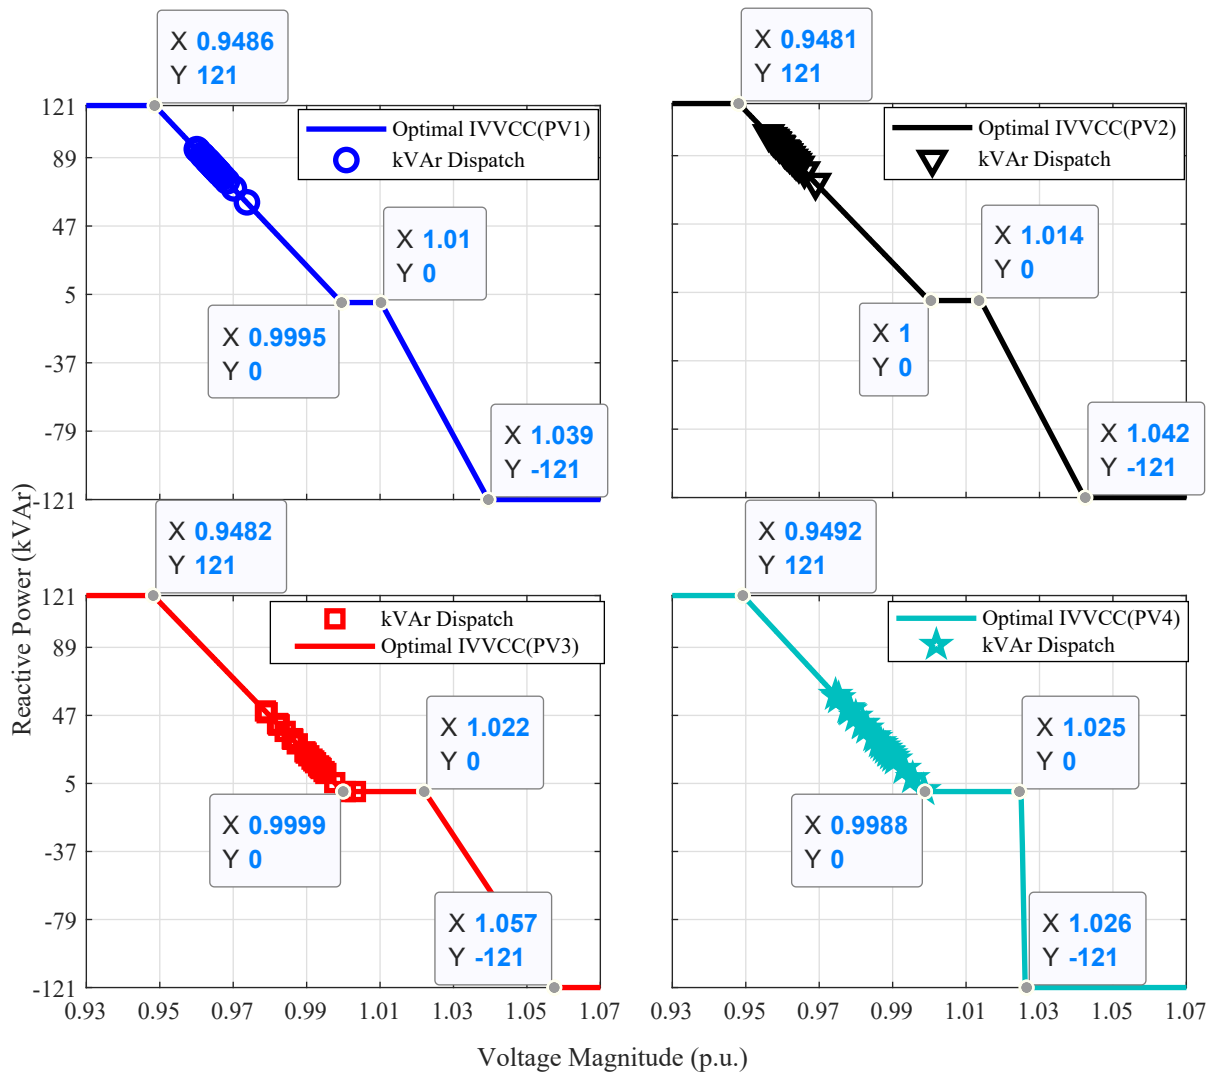 X 0.9486
Y 121
X 0.9481
Y 121
121
89
47
5
-37
-79
-121
Optimal IVVCC(PV1)
kVAr Dispatch
X 1.01
Y 0
X 0.9995
Y 0
X 1.039
Y -121
Optimal IVVCC(PV2)
kVAr Dispatch
X 1.014
Y 0
X 1
Y 0
X 1.042
Y -121
Reactive Power (kVAr)
X 0.9482
Y 121
X 0.9492
Y 121
121
89
47
5
-37
-79
-121
kVAr Dispatch
Optimal IVVCC(PV3)
X 1.022
Y 0
X 0.9999
Y 0
X 1.057
Y -121
Optimal IVVCC(PV4)
kVAr Dispatch
X 1.025
Y 0
X 0.9988
Y 0
X 1.026
Y -121
0.93 0.95 0.97 0.99 1.01 1.03 1.05 1.07
0.93 0.95 0.97 0.99 1.01 1.03 1.05 1.07
Voltage Magnitude (p.u.)